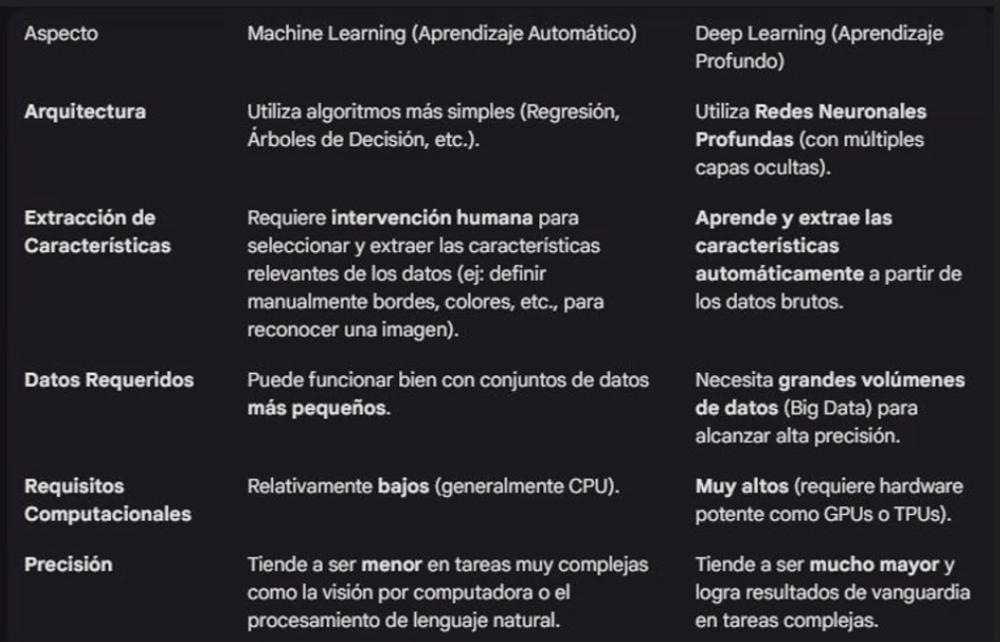 Aspecto
Machine Learning (Aprendizaje Automático)
Deep Learning (Aprendizaje
Profundo)
Arquitectura
Utiliza algoritmos más simples (Regresión,
Árboles de Decisión, etc.).
Utiliza Redes Neuronales
Profundas (con múltiples
capas ocultas).
Extracción de
Características
Requiere intervención humana para
seleccionar y extraer las características
relevantes de los datos (ej: definir
manualmente bordes, colores, etc., para
reconocer una imagen).
Aprende y extrae las
características
automáticamente a partir de
los datos brutos.
Datos Requeridos
Puede funcionar bien con conjuntos de datos
más pequeños.
Necesita grandes volúmenes
de datos (Big Data) para
alcanzar alta precisión.
Requisitos
Computacionales
Relativamente bajos (generalmente CPU).
Muy altos (requiere hardware
potente como GPUs o TPUs).
Precisión
Tiende a ser menor en tareas muy complejas
como la visión por computadora o el
procesamiento de lenguaje natural.
Tiende a ser mucho mayor y
logra resultados de vanguardia
en tareas complejas.